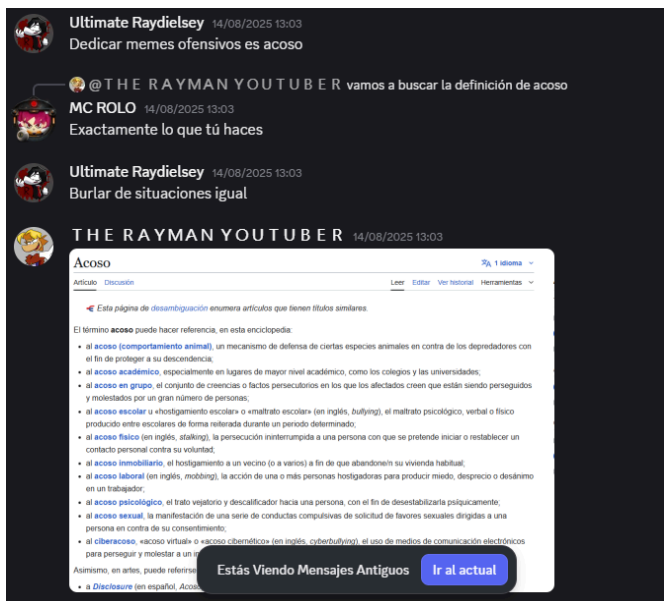 Ultimate Raydielsey 14/08/2025 13:03
Dedicar memes ofensivos es acoso
@T H E R A Y M A N Y O U T U B E R vamos a buscar la definición de acoso
MC ROLO 14/08/2025 13:03
Exactamente lo que tú haces
Ultimate Raydielsey 14/08/2025 13:03
Burlar de situaciones igual
T H E R A Y M A N Y O U T U B E R 14/08/2025 13:03
Acoso
1 idioma
Artículo Discusión Leer Editar Ver historial Herramientas
Esta página de desambiguación enumera artículos que tienen títulos similares.
El término acoso puede hacer referencia, en esta enciclopedia:
• al acoso (comportamiento animal), un mecanismo de defensa de ciertas especies animales en contra de los depredadores con
el fin de proteger a su descendencia;
• al acoso académico, especialmente en lugares de mayor nivel académico, como los colegios y las universidades;
• al acoso en grupo, el conjunto de creencias o factos persecutorios en los que los afectados creen que están siendo perseguidos
y molestados por un gran número de personas;
• al acoso escolar u «hostigamiento escolar» o «maltrato escolar» (en inglés, bullying), el maltrato psicológico, verbal o físico
producido entre escolares de forma reiterada durante un periodo determinado;
• al acoso físico (en inglés, stalking), la persecución ininterrumpida a una persona con que se pretende iniciar o restablecer un
contacto personal contra su voluntad;
• al acoso inmobiliario, el hostigamiento a un vecino (o a varios) a fin de que abandone/n su vivienda habitual;
• al acoso laboral (en inglés, mobbing), la acción de una o más personas hostigadoras para producir miedo, desprecio o desánimo
en un trabajador;
• al acoso psicológico, el trato vejatorio y descalificador hacia una persona, con el fin de desestabilizarla psíquicamente;
• al acoso sexual, la manifestación de una serie de conductas compulsivas de solicitud de favores sexuales dirigidas a una
persona en contra de su consentimiento;
• al ciberacoso, «acoso virtual» o «acoso cibernético» (en inglés, cyberbullying), el uso de medios de comunicación electrónicos
para perseguir y molestar a un
Asimismo, en artes, puede referirse
• a Disclosure (en español, Acoso
Estás Viendo Mensajes Antiguos Ir al actual